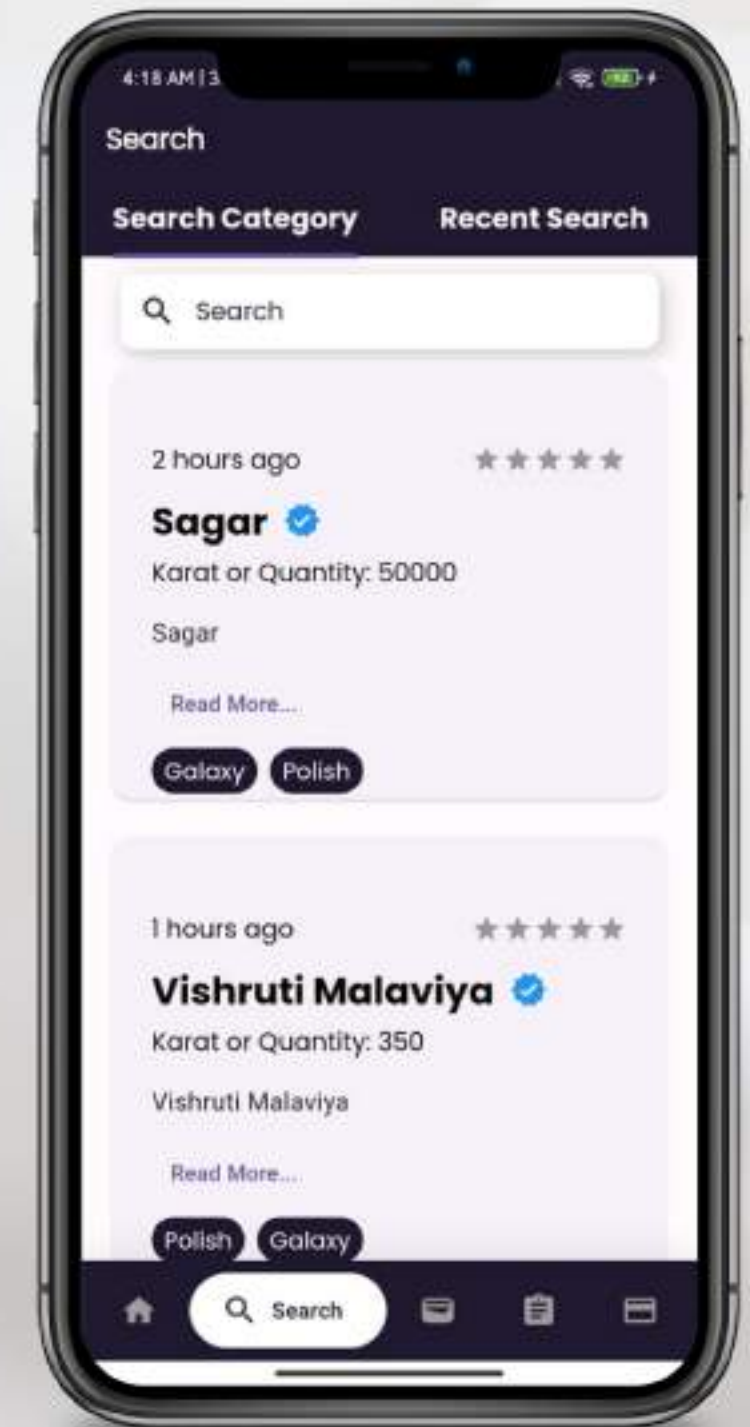 4:18 AM | 3
Search
Search Category Recent Search
Search
2 hours ago
Sagar
Karat or Quantity: 50000
Sagar
Read More...
Galaxy Polish
1 hours ago
Vishruti Malaviya
Karat or Quantity: 350
Vishruti Malaviya
Read More...
Polish Galaxy
Search